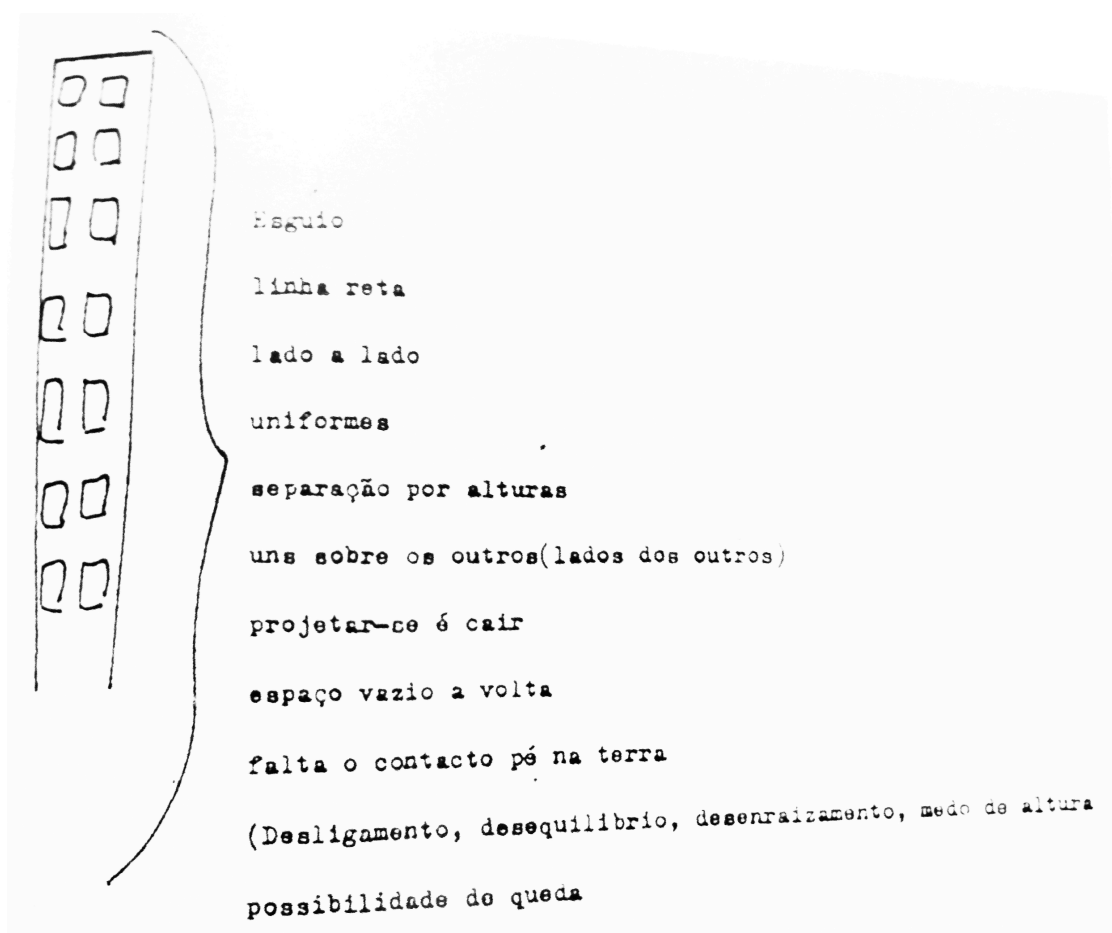 Esguio
linha reta
lado a lado
uniformes
separação por alturas
uns sobre os outros(lados dos outros)
projetar-se é cair
espaço vazio a volta
falta o contacto pé na terra
(Desligamento, desequilibrio, desenraizamento, medo de altura
possibilidade de queda